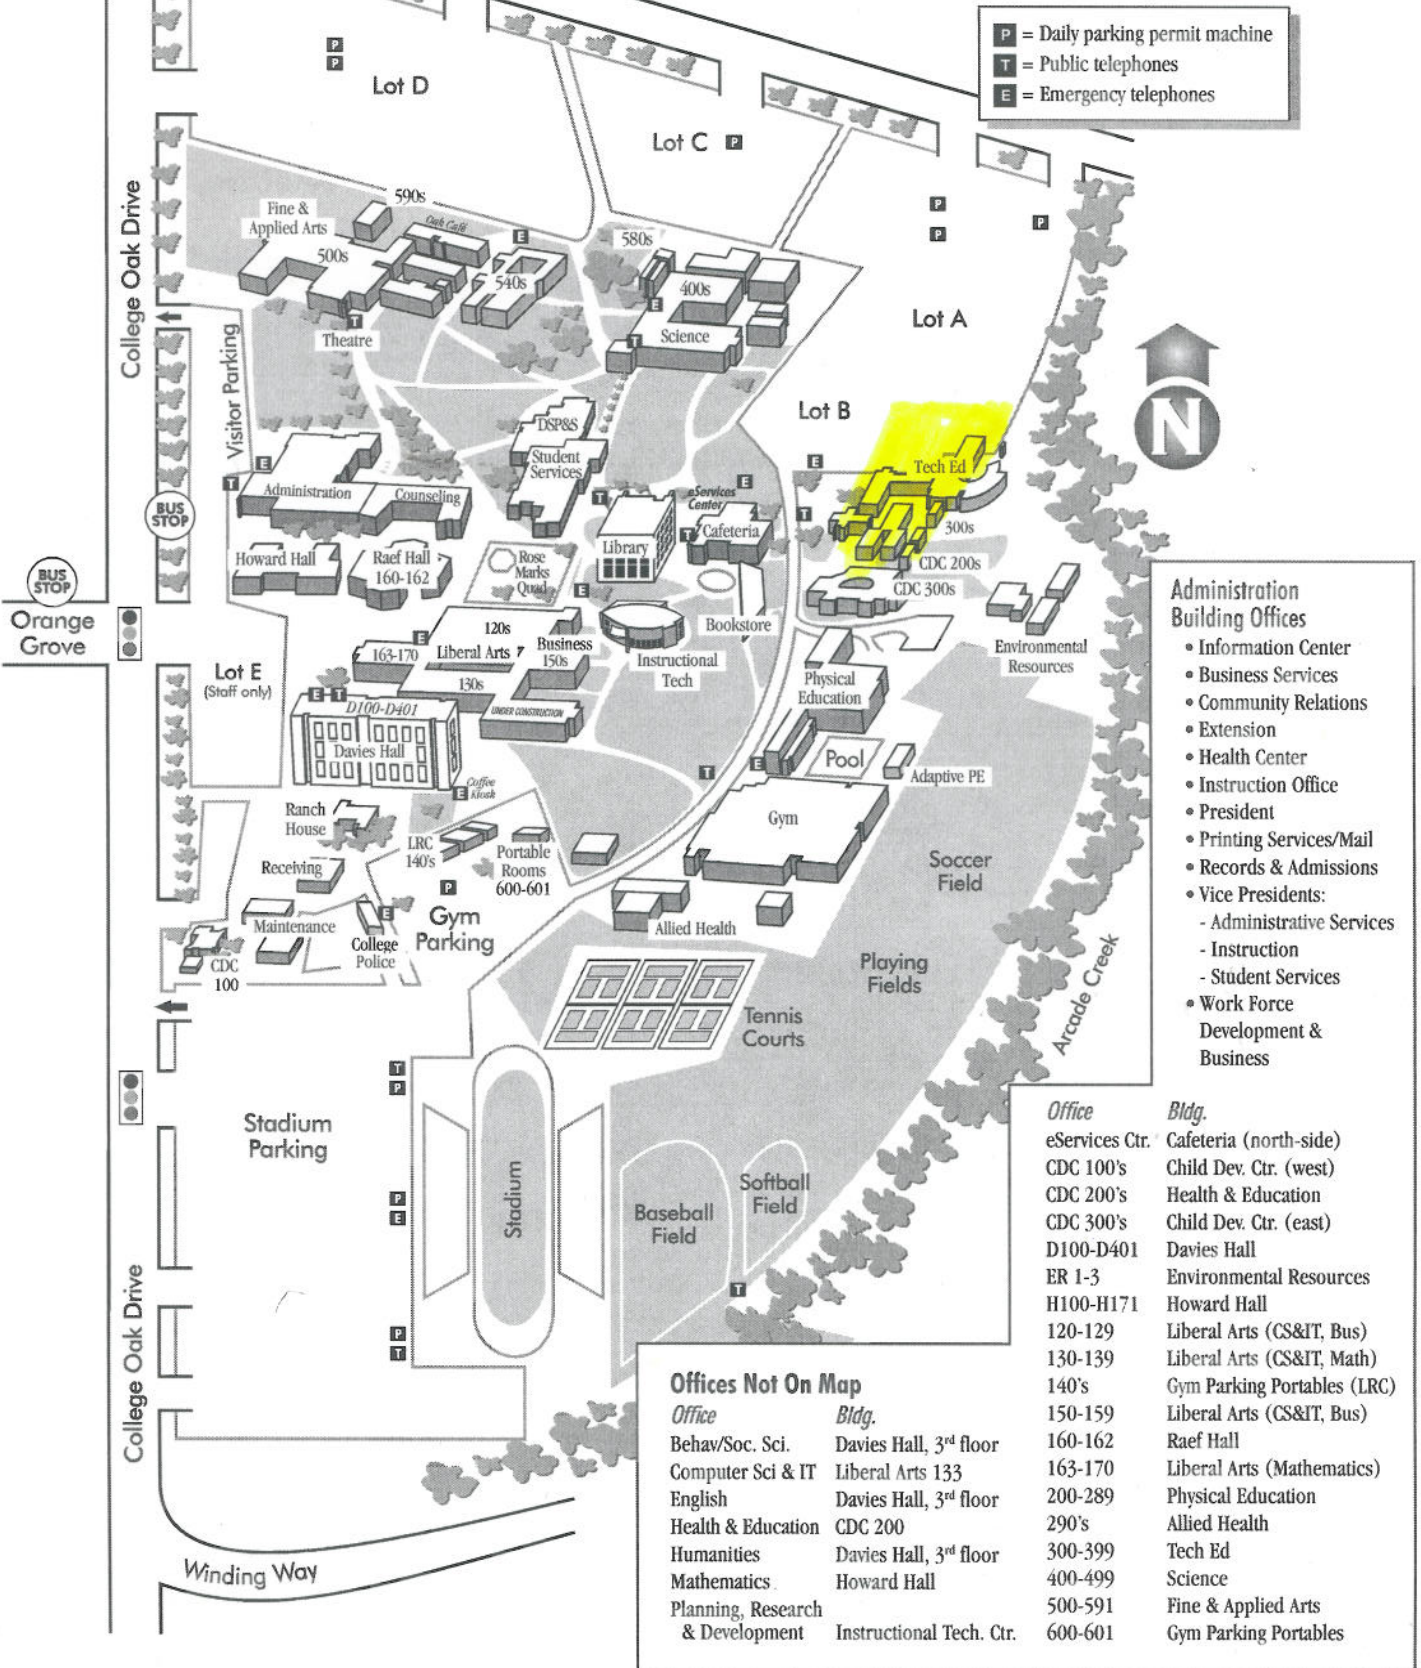 P = Daily parking permit machine
T = Public telephones
E = Emergency telephones
P
P
Lot D
Lot C P
P
P
P
College Oak Drive
590s
Fine &
Applied Arts
Oak Café
E
580s
500s
540s
400s
E
Lot A
T
Theatre
T
Science
Visitor Parking
Lot B
N
DSP&S
Student
Services
E
T
Administration
Counseling
T
eServices
Center
E
T
Cafeteria
E
T
Tech Ed
300s
BUS
STOP
Library
CDC 200s
CDC 300s
Howard Hall
Raef Hall
160-162
Rose
Marks
Quad
E
BUS
STOP
Orange
Grove
Bookstore
Environmental
Resources
E
120s
163-170
Liberal Arts
Business
150s
130s
Instructional
Tech
Lot E
(Staff only)
E T
D100-D401
UNDER CONSTRUCTION
Davies Hall
Physical
Education
Pool
T
E
Adaptive PE
Coffee
Kiosk
E
Ranch
House
LRC
140's
Portable
Rooms
600-601
Gym
Receiving
P
Gym
Parking
Soccer
Field
Maintenance
E
College
Police
Allied Health
CDC
100
Playing
Fields
Tennis
Courts
Arcade Creek
T
P
Stadium
Parking
Stadium
P
E
Baseball
Field
Softball
Field
T
P
T
College Oak Drive
Winding Way
Administration
Building Offices
• Information Center
• Business Services
• Community Relations
• Extension
• Health Center
• Instruction Office
• President
• Printing Services/Mail
• Records & Admissions
• Vice Presidents:
- Administrative Services
- Instruction
- Student Services
• Work Force
Development &
Business
Office Bldg.
eServices Ctr. Cafeteria (north-side)
CDC 100's Child Dev. Ctr. (west)
CDC 200's Health & Education
CDC 300's Child Dev. Ctr. (east)
D100-D401 Davies Hall
ER 1-3 Environmental Resources
H100-H171 Howard Hall
120-129 Liberal Arts (CS&IT, Bus)
130-139 Liberal Arts (CS&IT, Math)
140's Gym Parking Portables (LRC)
150-159 Liberal Arts (CS&IT, Bus)
160-162 Raef Hall
163-170 Liberal Arts (Mathematics)
200-289 Physical Education
290's Allied Health
300-399 Tech Ed
400-499 Science
500-591 Fine & Applied Arts
600-601 Gym Parking Portables
Offices Not On Map
Office Bldg.
Behav/Soc. Sci. Davies Hall, 3rd floor
Computer Sci & IT Liberal Arts 133
English Davies Hall, 3rd floor
Health & Education CDC 200
Humanities Davies Hall, 3rd floor
Mathematics Howard Hall
Planning, Research
& Development Instructional Tech. Ctr.